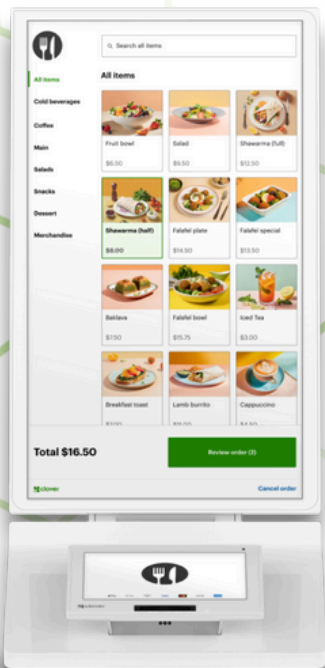 Search all items
All items
All items
Cold beverages
Coffee
Main
Salads
Snacks
Dessert
Merchandise
Fruit bowl
$6.50
Salad
$9.50
Shawarma (full)
$12.50
Shawarma (half)
$8.00
Falafel plate
$14.50
Falafel special
$13.50
Baklava
$7.50
Falafel bowl
$15.75
Iced Tea
$3.00
Breakfast toast
Lamb burrito
Cappuccino
Total $16.50
Review order (2)
clover
Cancel order